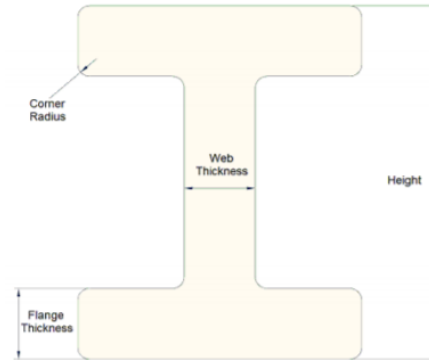 Corner
Radius
Web
Thickness
Height
Flange
Thickness